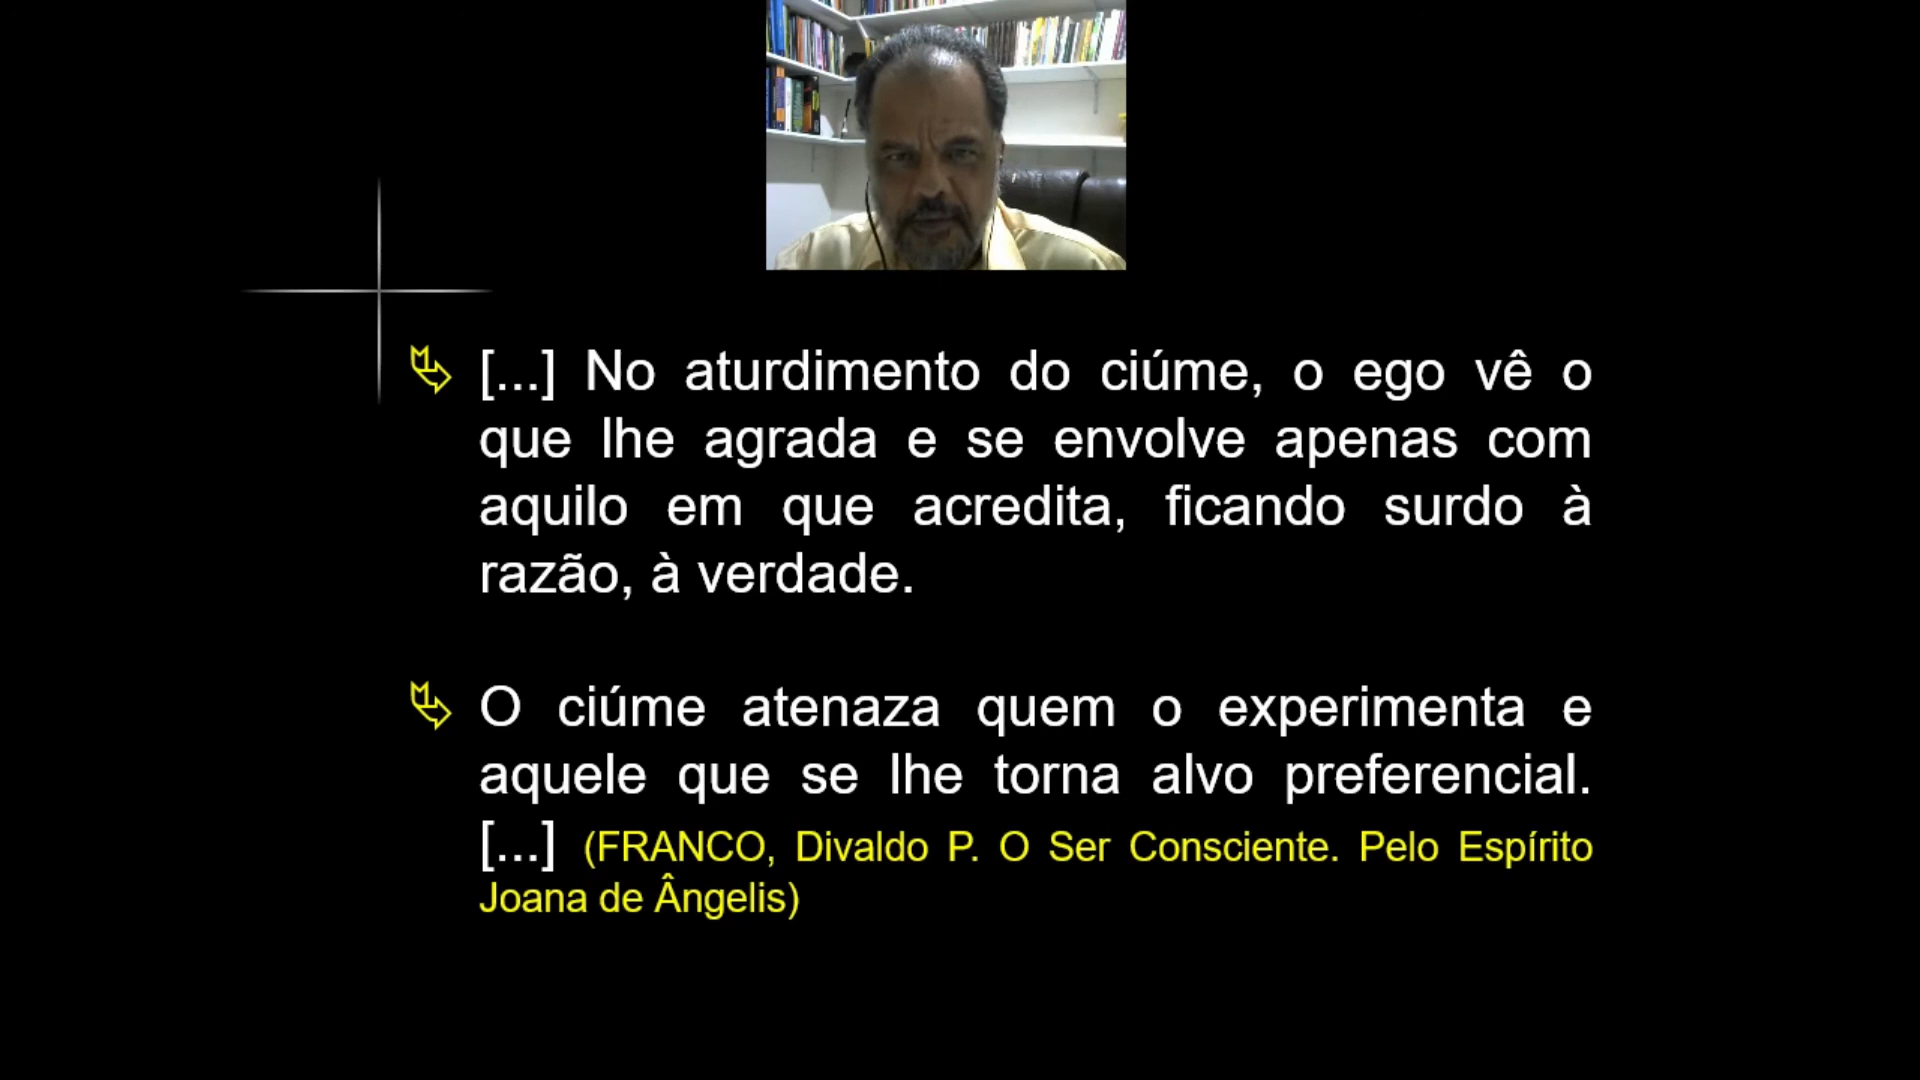 [...] No aturdimento do ciúme, o ego vê o
que lhe agrada e se envolve apenas com
aquilo em que acredita, ficando surdo à
razão, à verdade.
O ciúme atenaza quem o experimenta e
aquele que se lhe torna alvo preferencial.
[...] (FRANCO, Divaldo P. O Ser Consciente. Pelo Espírito
Joana de Ângelis)